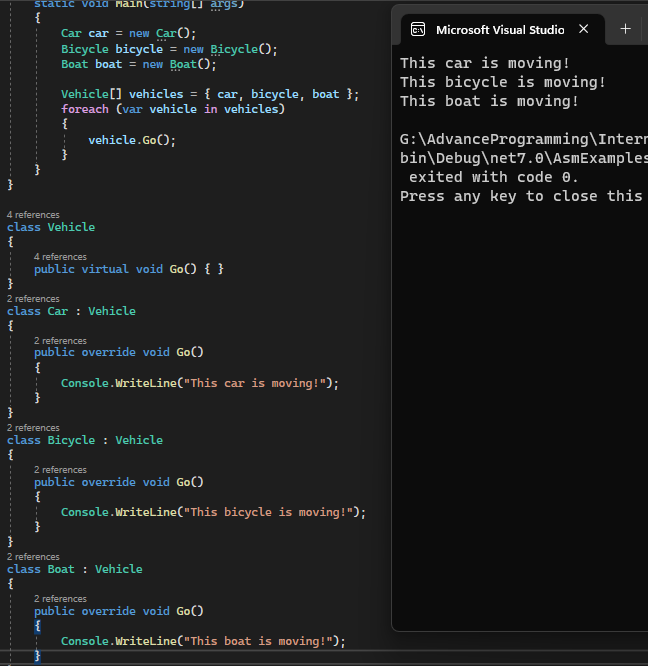 static void Main(string[] args)
{
Car car = new Car();
Bicycle bicycle = new Bicycle();
Boat boat = new Boat();
Vehicle[] vehicles = { car, bicycle, boat };
foreach (var vehicle in vehicles)
{
vehicle.Go();
}
}
}
4 references
class Vehicle
{
4 references
public virtual void Go() { }
}
2 references
class Car : Vehicle
{
2 references
public override void Go()
{
Console.WriteLine("This car is moving!");
}
}
2 references
class Bicycle : Vehicle
{
2 references
public override void Go()
{
Console.WriteLine("This bicycle is moving!");
}
}
2 references
class Boat : Vehicle
{
2 references
public override void Go()
{
Console.WriteLine("This boat is moving!");
}
Microsoft Visual Studio
This car is moving!
This bicycle is moving!
This boat is moving!
G:\AdvanceProgramming\Intern
bin\Debug\net7.0\AsmExamples
exited with code 0.
Press any key to close this